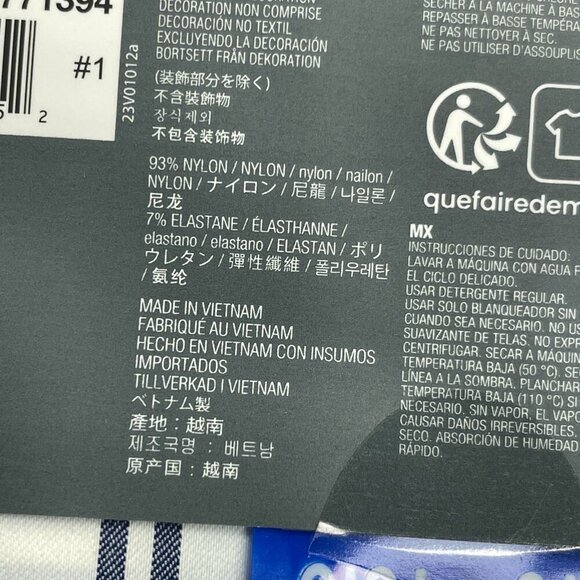 771394
#1
2
23V01012a
DECORATION NON COMPRISE
DECORACIÓN NO TEXTIL
EXCLUYENDO LA DECORACIÓN
BORTSETT FRÅN DEKORATION
(装飾部分を除く)
不含裝飾物
장식제외
不包含装饰物
93% NYLON / NYLON / nylon / nailon /
NYLON / ナイロン / 尼龍 / 나일론 /
尼龙
7% ELASTANE / ÉLASTHANNE /
elastano / elastano / ELASTAN / ポリ
ウレタン / 彈性纖維 / 폴리우레탄
/ 氨纶
MADE IN VIETNAM
FABRIQUÉ AU VIETNAM
HECHO EN VIETNAM CON INSUMOS
IMPORTADOS
TILLVERKAD I VIETNAM
ベトナム製
產地: 越南
제조국명 : 베트남
原产国 : 越南
SÉCHER À LA MACHINE À BAS
REPASSER À BASSE TEMPÉRA
NE PAS NETTOYER À SEC.
NE PAS UTILISER D'ASSOUPLIS
quefairedem
MX
INSTRUCCIONES DE CUIDADO:
LAVAR A MÁQUINA CON AGUA F
EL CICLO DELICADO.
USAR DETERGENTE REGULAR.
USAR SOLO BLANQUEADOR SIN
CUANDO SEA NECESARIO. NO US
SUAVIZANTE DE TELAS. NO EXP
CENTRIFUGAR. SECAR A MÁQUIN
TEMPERATURA BAJA (50 °C). SEC
LÍNEA A LA SOMBRA. PLANCHAR
TEMPERATURA BAJA (110 °C) SI
NECESARIO. SIN VAPOR, EL VAPO
CAUSAR DAÑOS IRREVERSIBLES.
SECO. ABSORCIÓN DE HUMEDAD
RÁPIDO.